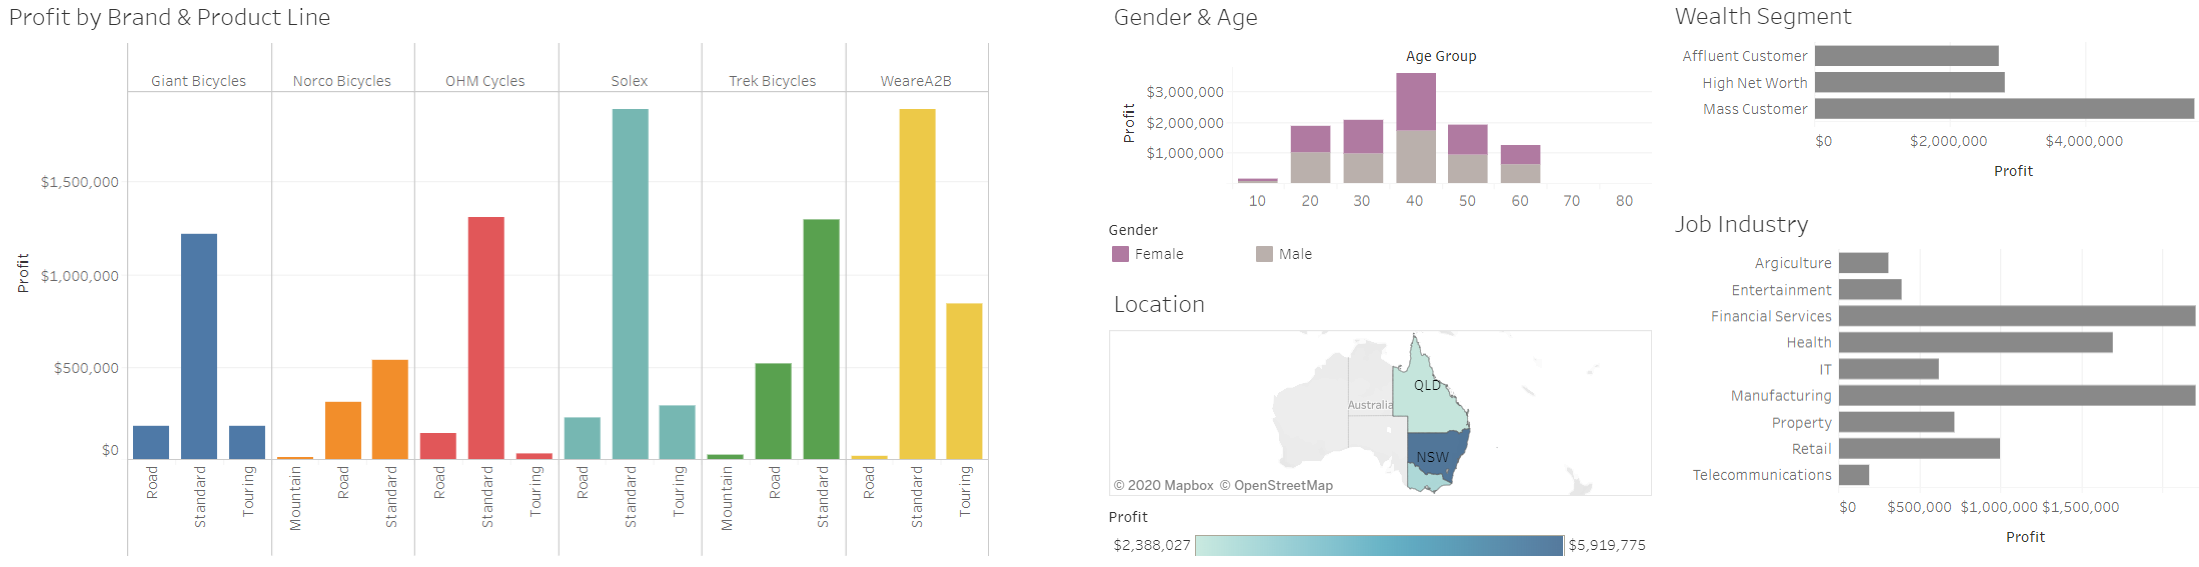 Profit by Brand & Product Line
Giant Bicycles Norco Bicycles OHM Cycles Solex Trek Bicycles WeareA2B
Profit
$1,500,000
$1,000,000
$500,000
$0
Road Standard Touring Mountain Road Standard Road Standard Touring Road Standard Touring Mountain Road Standard Road Standard Touring
Gender & Age
Age Group
Profit
$3,000,000
$2,000,000
$1,000,000
10 20 30 40 50 60 70 80
Gender
Female Male
Location
QLD
Australia
NSW
© 2020 Mapbox © OpenStreetMap
Profit
$2,388,027 $5,919,775
Wealth Segment
Affluent Customer
High Net Worth
Mass Customer
$0 $2,000,000 $4,000,000
Profit
Job Industry
Argiculture
Entertainment
Financial Services
Health
IT
Manufacturing
Property
Retail
Telecommunications
$0 $500,000 $1,000,000 $1,500,000
Profit